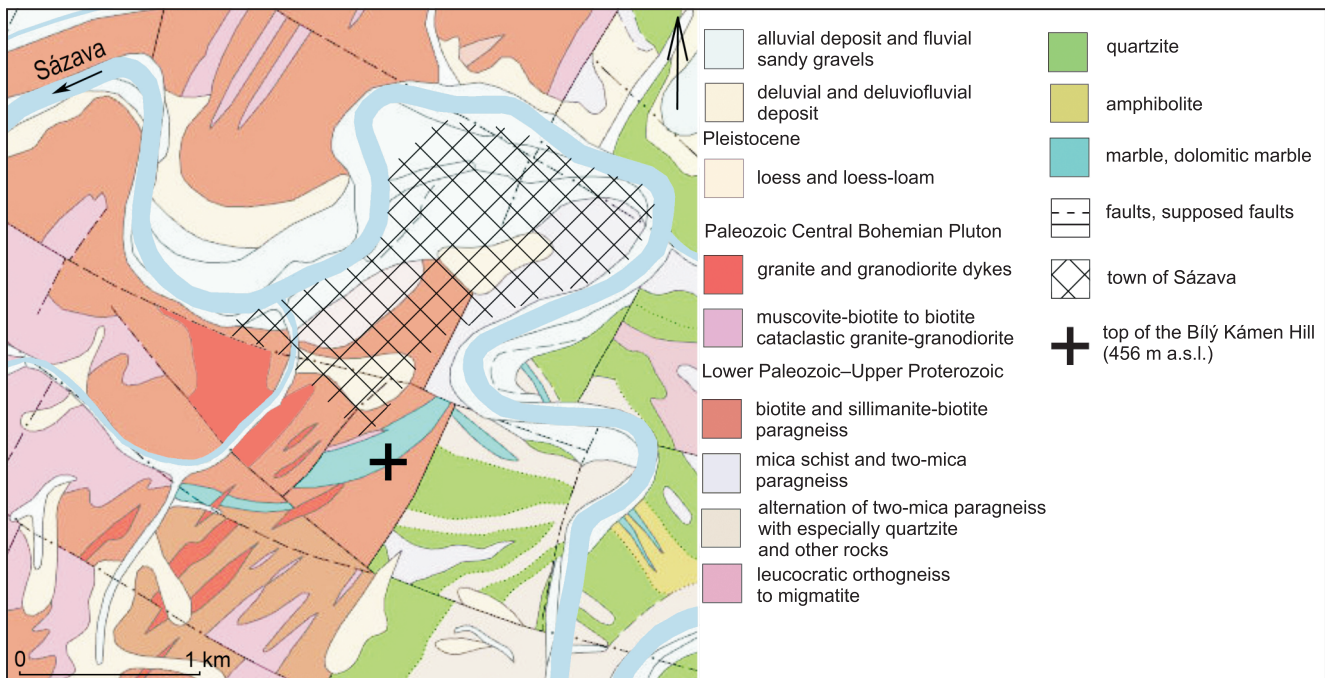 Sázava
0
1 km
alluvial deposit and fluvial
sandy gravels
deluvial and deluviofluvial
deposit
Pleistocene
loess and loess-loam
Paleozoic Central Bohemian Pluton
granite and granodiorite dykes
muscovite-biotite to biotite
cataclastic granite-granodiorite
Lower Paleozoic–Upper Proterozoic
biotite and sillimanite-biotite
paragneiss
mica schist and two-mica
paragneiss
alternation of two-mica paragneiss
with especially quartzite
and other rocks
leucocratic orthogneiss
to migmatite
quartzite
amphibolite
marble, dolomitic marble
faults, supposed faults
town of Sázava
top of the Bílý Kámen Hill
(456 m a.s.l.)